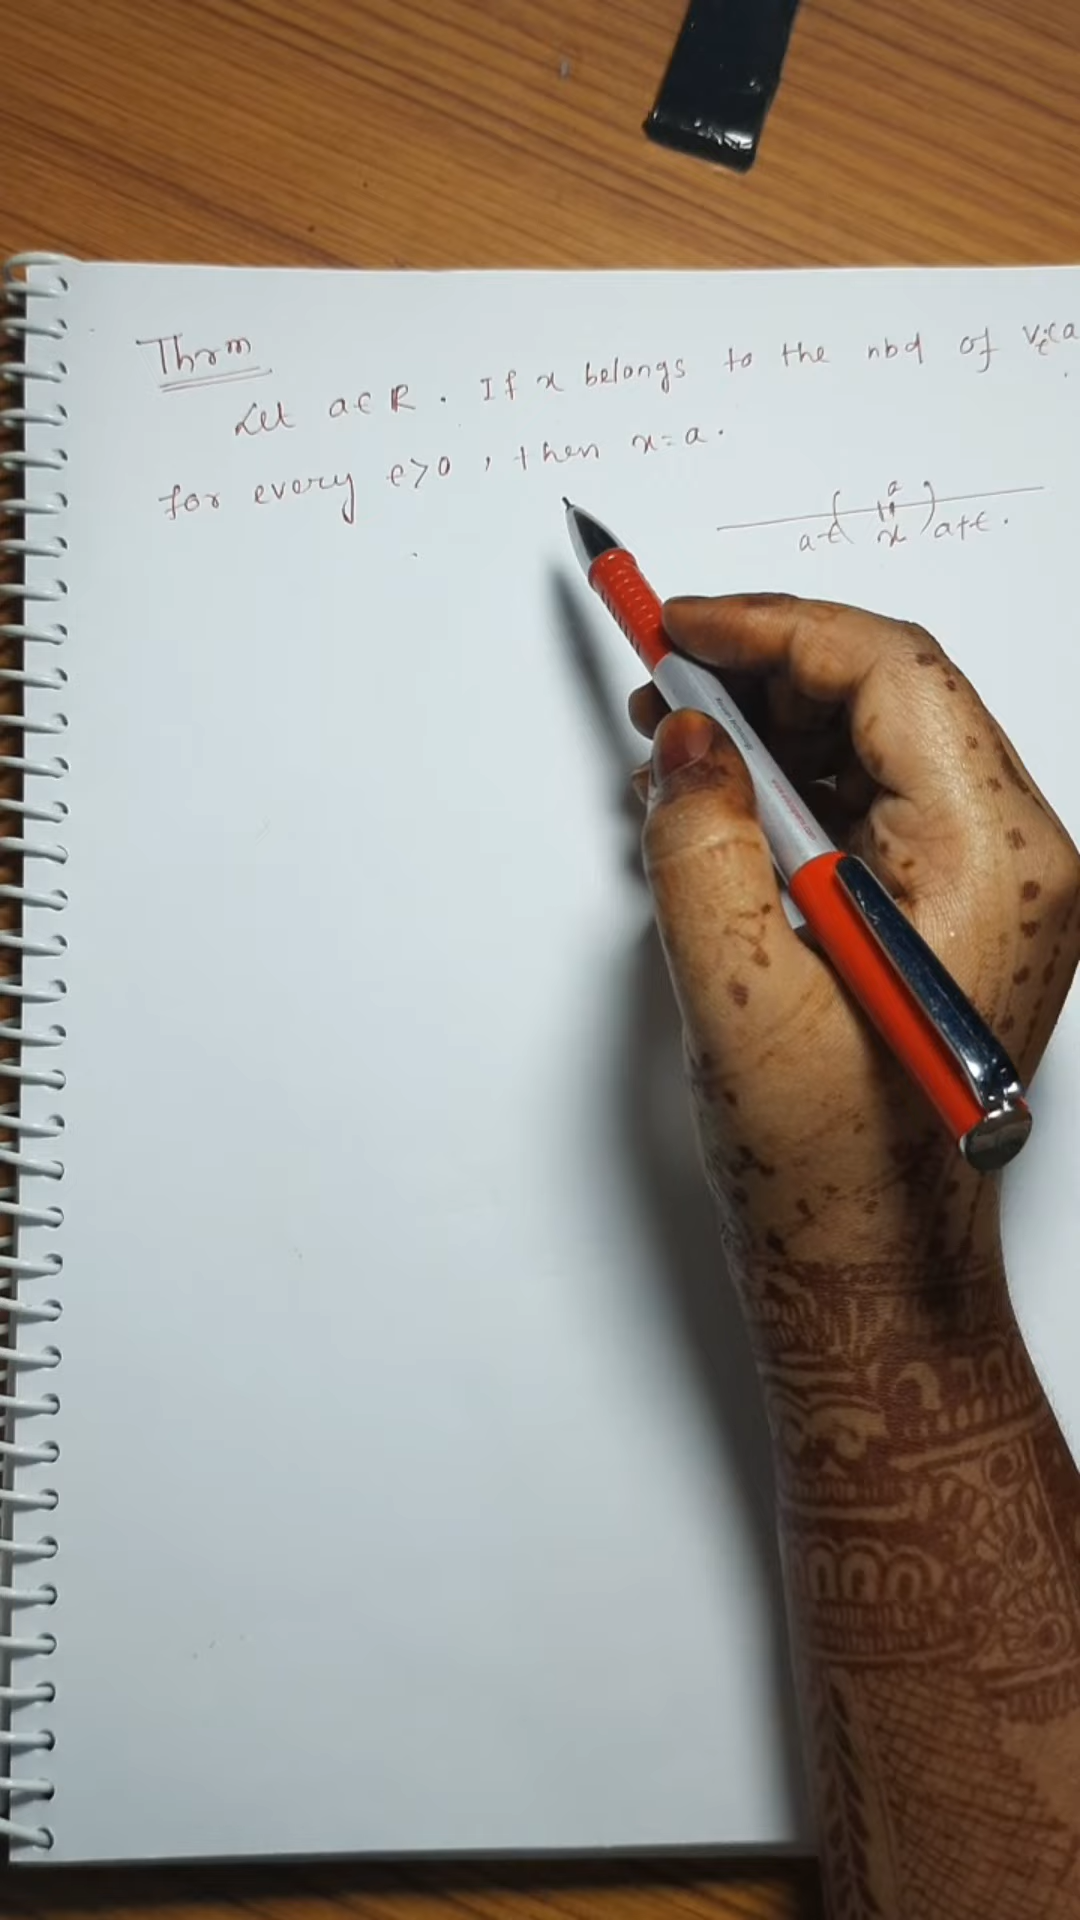 Thrm
Let a∈R. If x belongs to the nbd of Vε(a
for every ε>0, then x=a.
a
a-ε x a+ε.